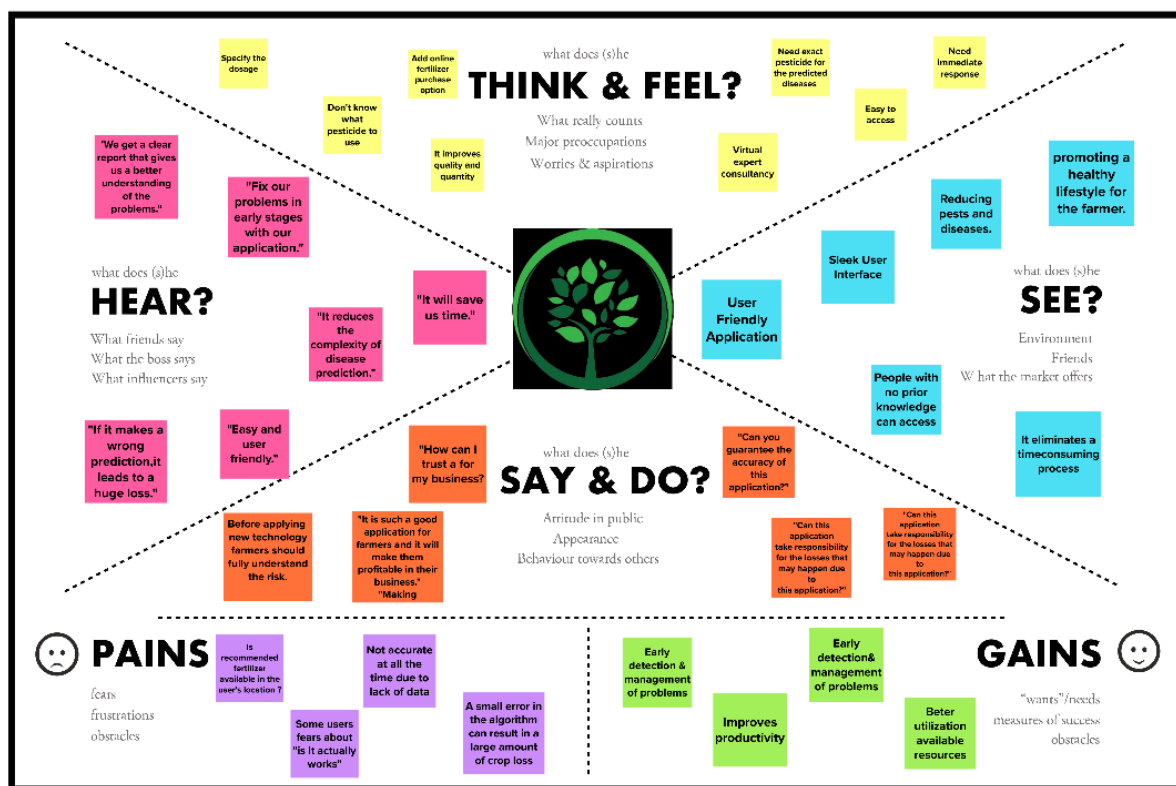 what does (s)he
THINK & FEEL?
What really counts
Major preoccupations
Worries & aspirations
Specify the
dosage
Don't know
what
pesticide to
use
Add online
fertilizer
purchase
option
It improves
quality and
quantity
Need exact
pesticide for
the predicted
diseases
Virtual
expert
consultancy
Easy to
access
Need
immediate
response
what does (s)he
HEAR?
What friends say
What the boss says
What influencers say
"We get a clear
report that gives
us a better
understanding
of the
problems."
"Fix our
problems in
early stages
with our
application."
"It will save
us time."
"It reduces
the
complexity of
disease
prediction."
"If it makes a
wrong
prediction,it
leads to a
huge loss."
"Easy and
user
friendly."
what does (s)he
SEE?
Environment
Friends
W hat the market offers
promoting a
healthy
lifestyle for
the farmer.
Reducing
pests and
diseases.
Sleek User
Interface
User
Friendly
Application
People with
no prior
knowledge
can access
It eliminates a
timeconsuming
process
what does (s)he
SAY & DO?
Attitude in public
Appearance
Behaviour towards others
"How can I
trust a for
my business?
Before applying
new technology
farmers should
fully understand
the risk.
"It is such a good
application for
farmers and it will
make them
profitable in their
business."
"Making
"Can you
guarantee the
accuracy of
this
application?"
"Can this
application
take responsibility
for the losses that
may happen due
to
this application?"
"Can this
application
take responsibility
for the losses that
may happen due
to
this application?"
PAINS
fears
frustrations
obstacles
Is
recommended
fertilizer
available in the
user's location ?
Some users
fears about
"is it actually
works"
Not accurate
at all the
time due to
lack of data
A small error in
the algorithm
can result in a
large amount
of crop loss
GAINS
"wants"/needs
measures of success
obstacles
Early
detection &
management
of problems
Improves
productivity
Early
detection&
management
of problems
Beter
utilization
available
resources